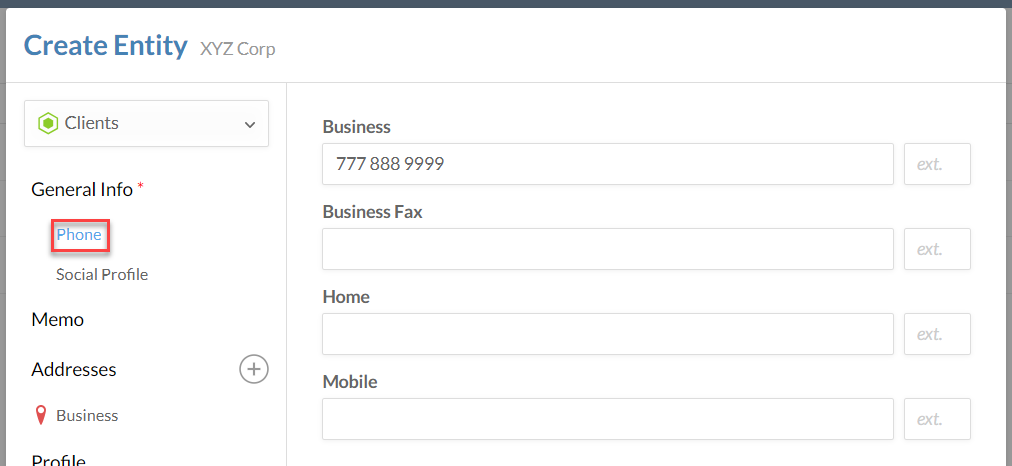 Create Entity XYZ Corp
Clients
General Info *
Phone
Social Profile
Memo
Addresses
Business
Profile
Business
777 888 9999 ext.
Business Fax
ext.
Home
ext.
Mobile
ext.